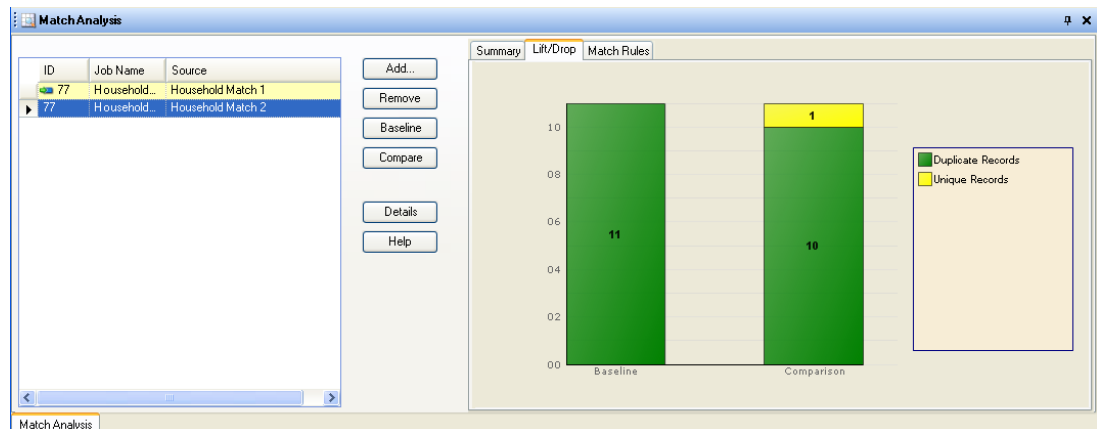 Match Analysis
ID Job Name Source
77 Household... Household Match 1
77 Household... Household Match 2
Add...
Remove
Baseline
Compare
Details
Help
Summary Lift/Drop Match Rules
10
08
06
04
02
00
11
1
10
Baseline Comparison
Duplicate Records
Unique Records
Match Analysis